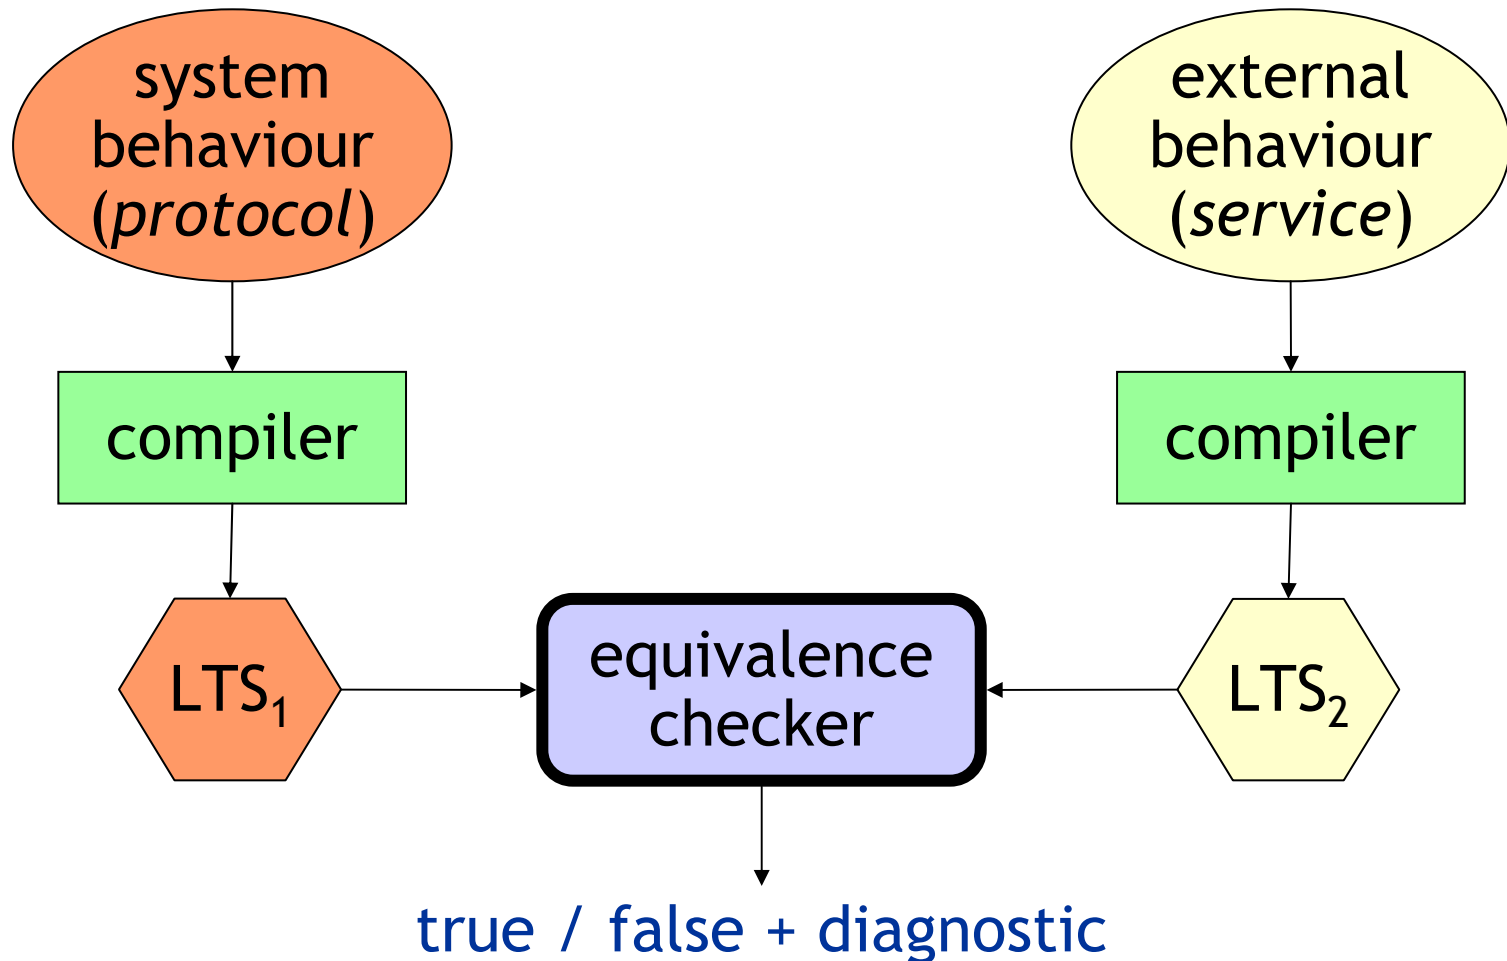 system
behaviour
(protocol)
external
behaviour
(service)
compiler
compiler
LTS₁
equivalence
checker
LTS₂
true / false + diagnostic